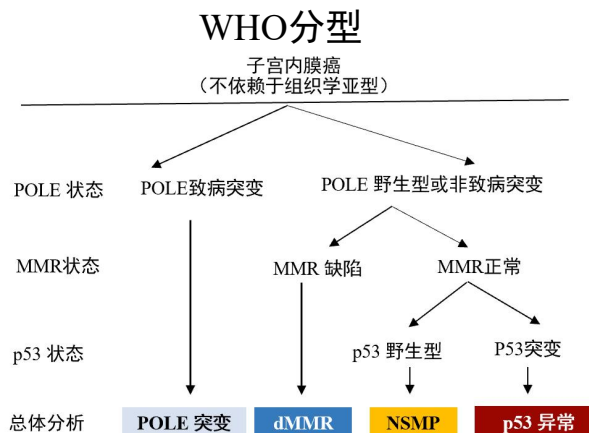 WHO分型
子宫内膜癌
（不依赖于组织学亚型）
POLE 状态
POLE致病突变
POLE 野生型或非致病突变
MMR状态
MMR 缺陷
MMR正常
p53 状态
p53 野生型
P53突变
总体分析
POLE 突变
dMMR
NSMP
p53 异常